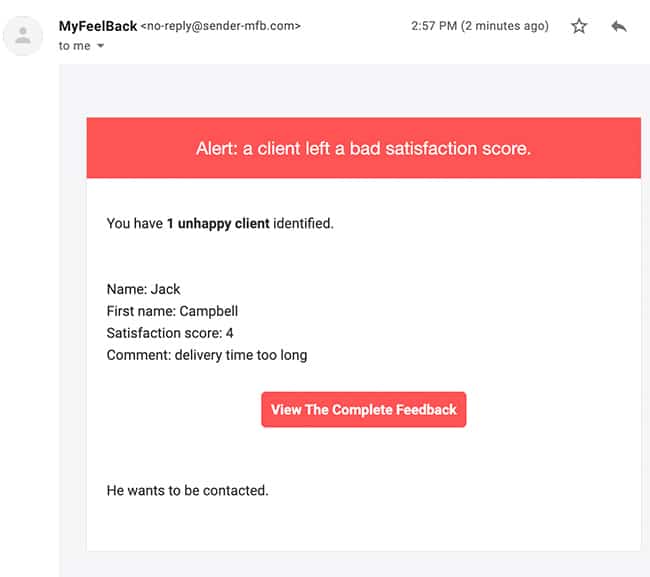 MyFeelBack <no-reply@sender-mfb.com> 2:57 PM (2 minutes ago)
to me
Alert: a client left a bad satisfaction score.
You have 1 unhappy client identified.
Name: Jack
First name: Campbell
Satisfaction score: 4
Comment: delivery time too long
View The Complete Feedback
He wants to be contacted.